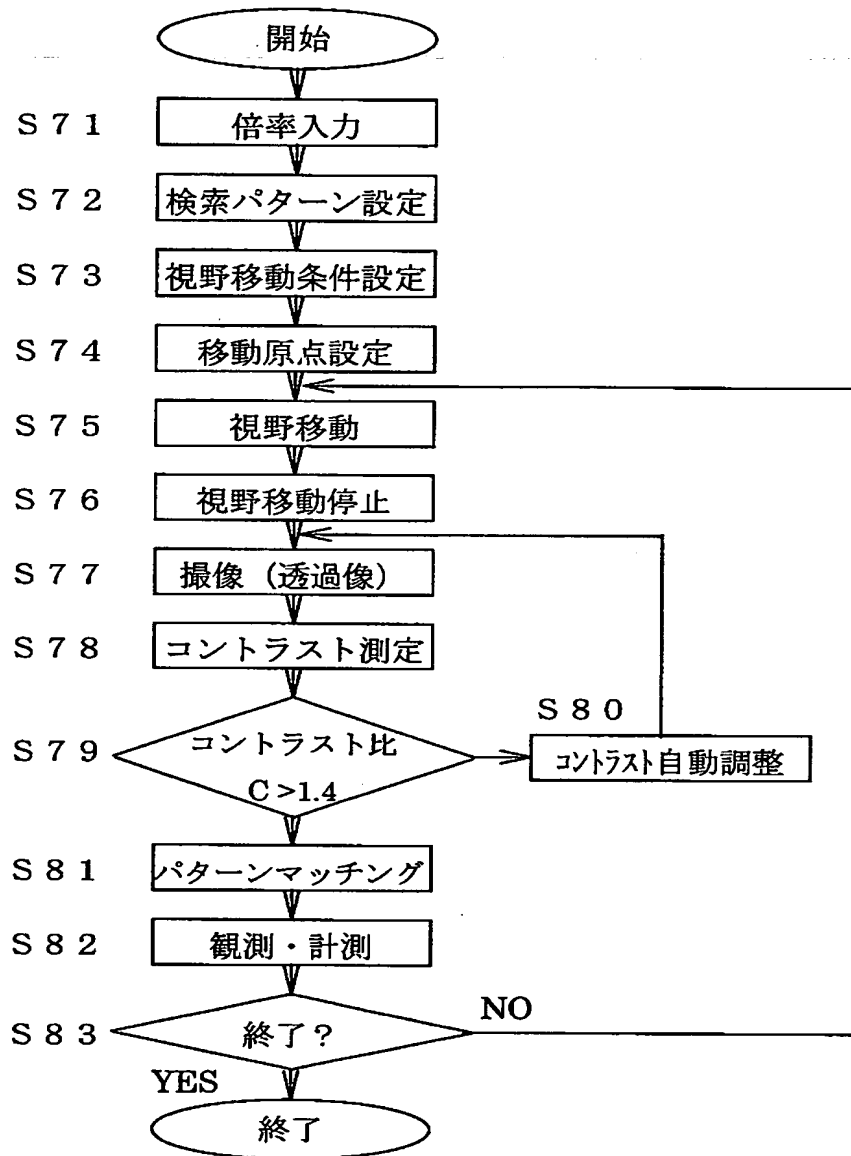 開始
S71 倍率入力
S72 検索パターン設定
S73 視野移動条件設定
S74 移動原点設定
S75 視野移動
S76 視野移動停止
S77 撮像（透過像）
S78 コントラスト測定
S80
S79 コントラスト比
C>1.4
コントラスト自動調整
S81 パターンマッチング
S82 観測・計測
S83 終了？
NO
YES
終了